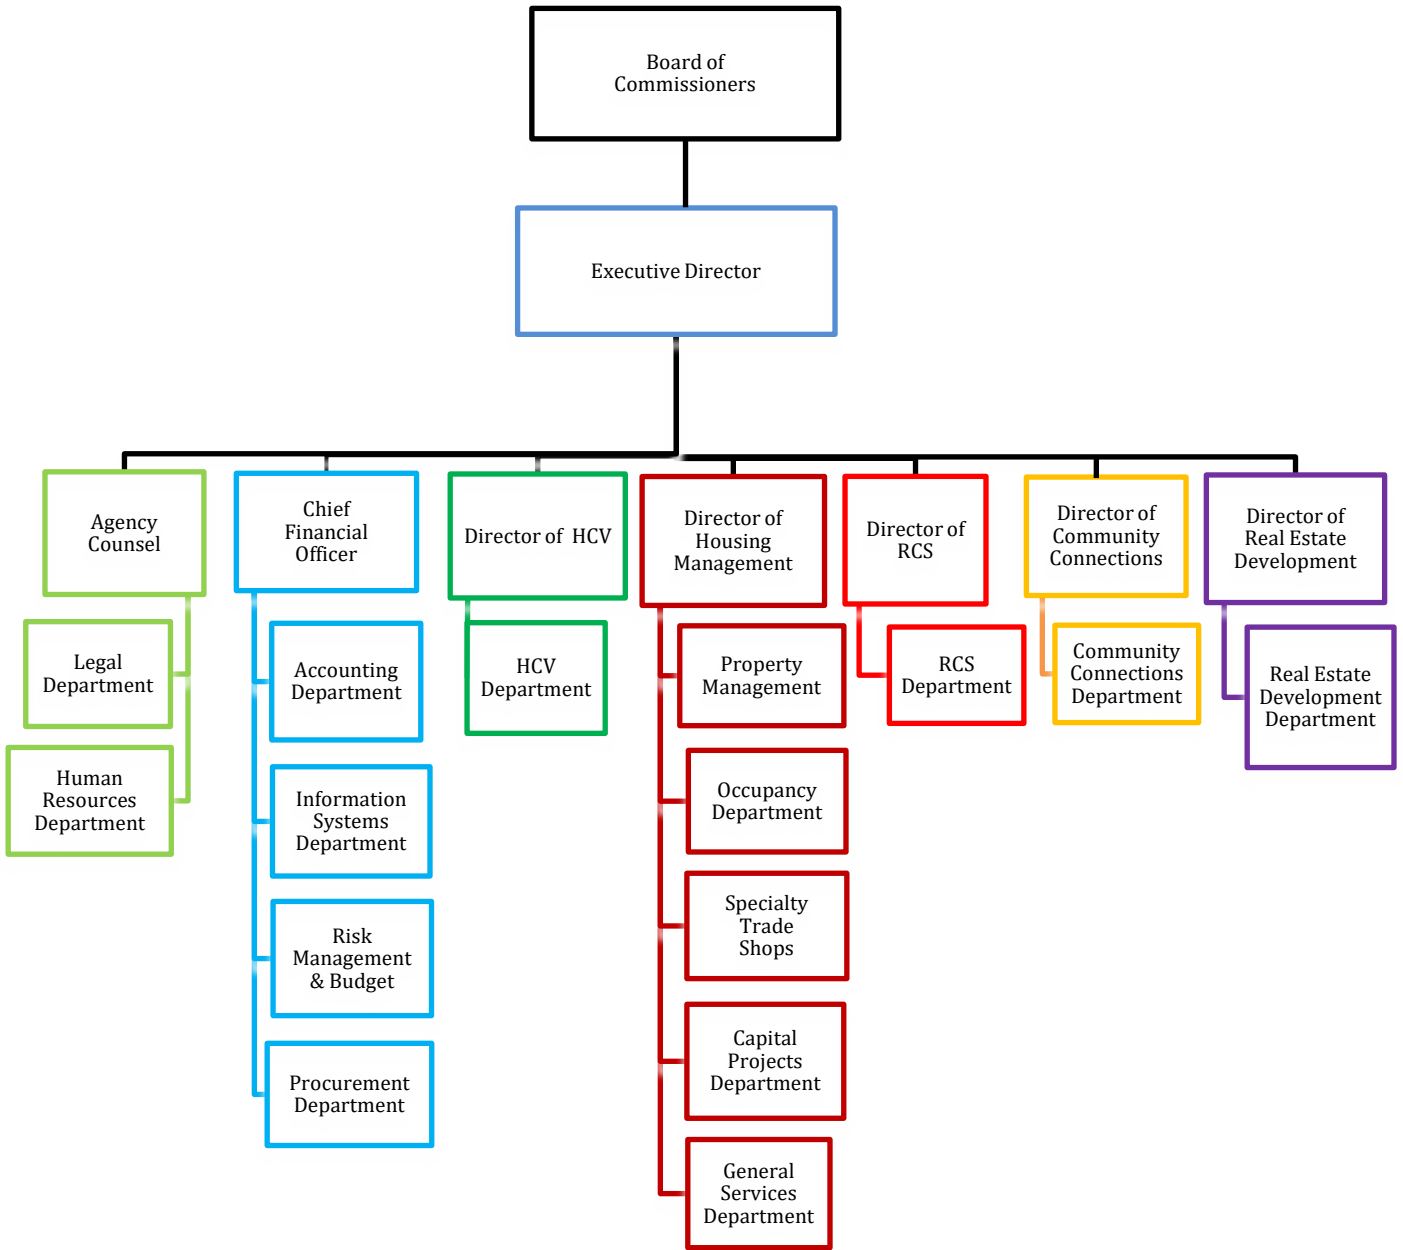 Board of
Commissioners
Executive Director
Agency
Counsel
Chief
Financial
Officer
Director of HCV
Director of
Housing
Management
Director of
RCS
Director of
Community
Connections
Director of
Real Estate
Development
Legal
Department
Human
Resources
Department
Accounting
Department
Information
Systems
Department
Risk
Management
& Budget
Procurement
Department
HCV
Department
Property
Management
Occupancy
Department
Specialty
Trade
Shops
Capital
Projects
Department
General
Services
Department
RCS
Department
Community
Connections
Department
Real Estate
Development
Department